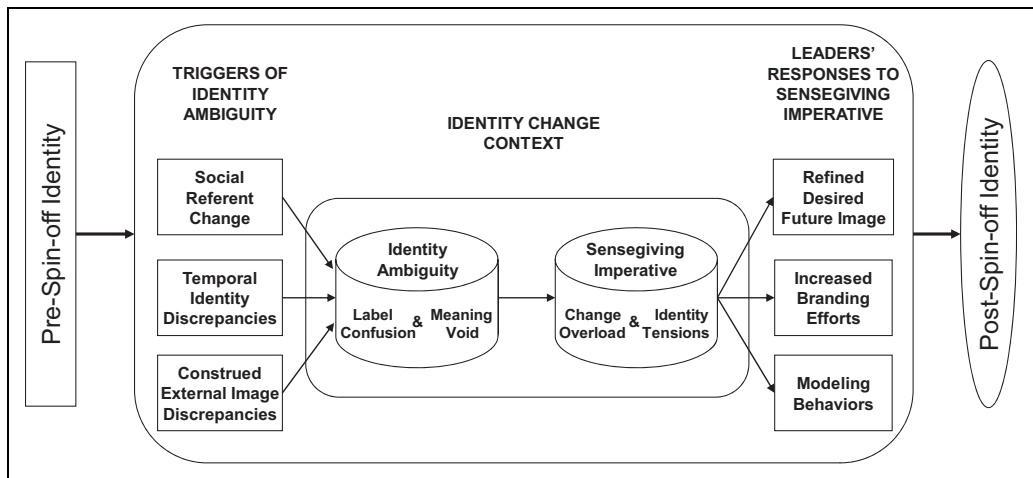 Pre-Spin-off Identity
TRIGGERS OF
IDENTITY
AMBIGUITY
Social
Referent
Change
Temporal
Identity
Discrepancies
Construed
External Image
Discrepancies
IDENTITY CHANGE
CONTEXT
Identity
Ambiguity
Label
Confusion
&
Meaning
Void
Sensegiving
Imperative
Change
Overload
&
Identity
Tensions
LEADERS'
RESPONSES TO
SENSEGIVING
IMPERATIVE
Refined
Desired
Future Image
Increased
Branding
Efforts
Modeling
Behaviors
Post-Spin-off Identity